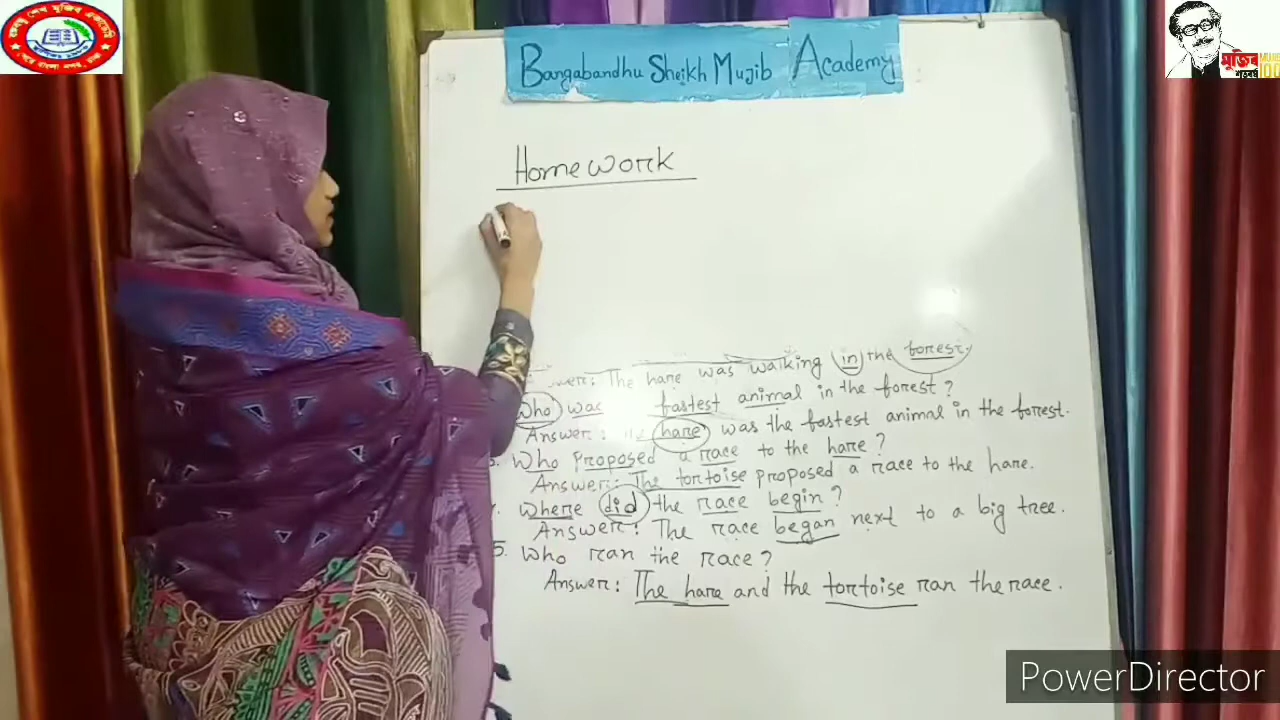 Bangabandhu Sheikh Mujib Academy
Home work
The hare was walking in the forest.
Who was fastest animal in the forest?
Answer: hare was the fastest animal in the forest.
Who proposed a race to the hare?
Answer: The tortoise proposed a race to the hare.
where did the race begin?
Answer: The race began next to a big tree.
5. Who ran the race?
Answer: The hare and the tortoise ran the race.
মুজিব
PowerDirector